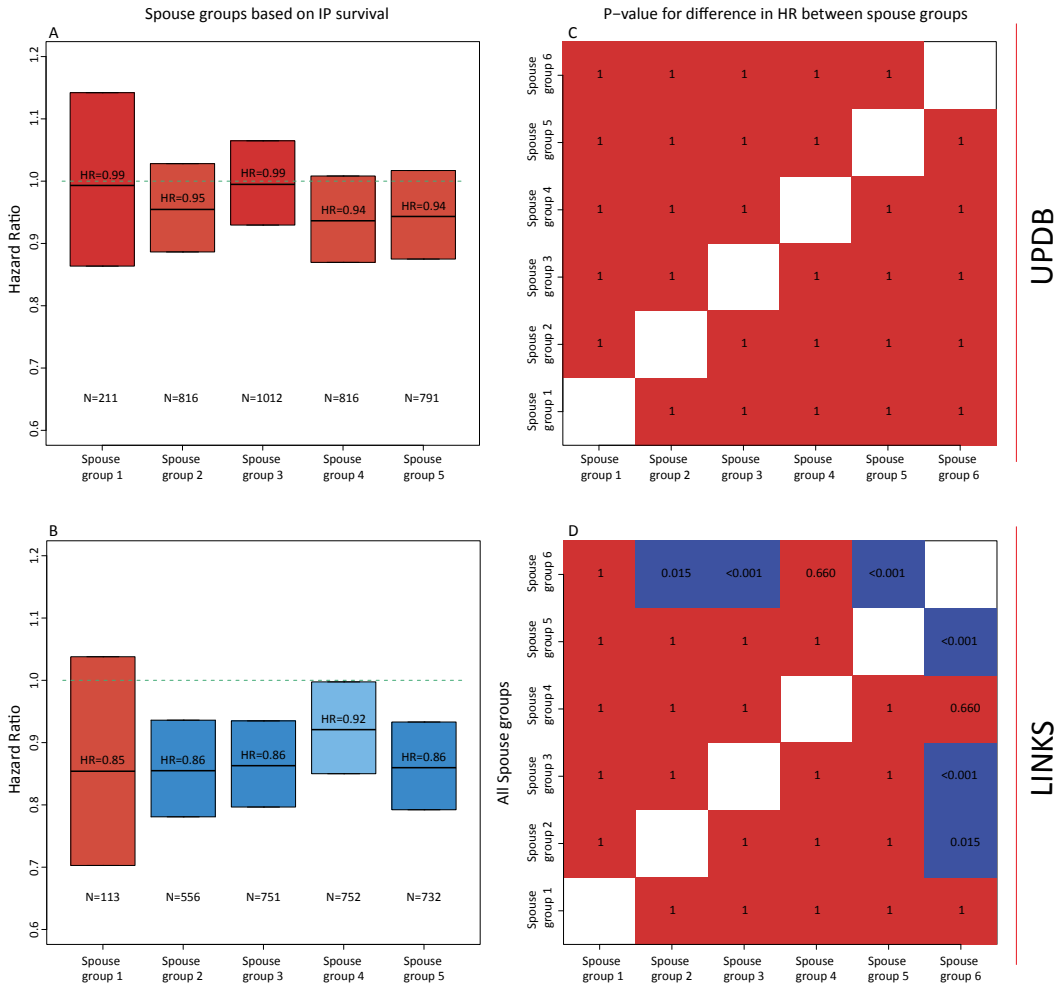 Spouse groups based on IP survival
P−value for difference in HR between spouse groups
A
Hazard Ratio
1.2
1.1
1.0
0.9
0.8
0.7
0.6
HR=0.99
HR=0.95
HR=0.99
HR=0.94
HR=0.94
N=211 N=816 N=1012 N=816 N=791
Spouse group 1
Spouse group 2
Spouse group 3
Spouse group 4
Spouse group 5
C
Spouse group 6
1 1 1 1 1
Spouse group 5
1 1 1 1 1
Spouse group 4
1 1 1 1 1
Spouse group 3
1 1 1 1 1
Spouse group 2
1 1 1 1 1
Spouse group 1
1 1 1 1 1
Spouse group 1
Spouse group 2
Spouse group 3
Spouse group 4
Spouse group 5
Spouse group 6
UPDB
B
Hazard Ratio
1.2
1.1
1.0
0.9
0.8
0.7
0.6
HR=0.85
HR=0.86
HR=0.86
HR=0.92
HR=0.86
N=113 N=556 N=751 N=752 N=732
Spouse group 1
Spouse group 2
Spouse group 3
Spouse group 4
Spouse group 5
D
All Spouse groups
Spouse group 6
1 0.015 <0.001 0.660 <0.001
Spouse group 5
1 1 1 1 <0.001
Spouse group 4
1 1 1 1 0.660
Spouse group 3
1 1 1 1 <0.001
Spouse group 2
1 1 1 1 0.015
Spouse group 1
1 1 1 1 1
Spouse group 1
Spouse group 2
Spouse group 3
Spouse group 4
Spouse group 5
Spouse group 6
LINKS